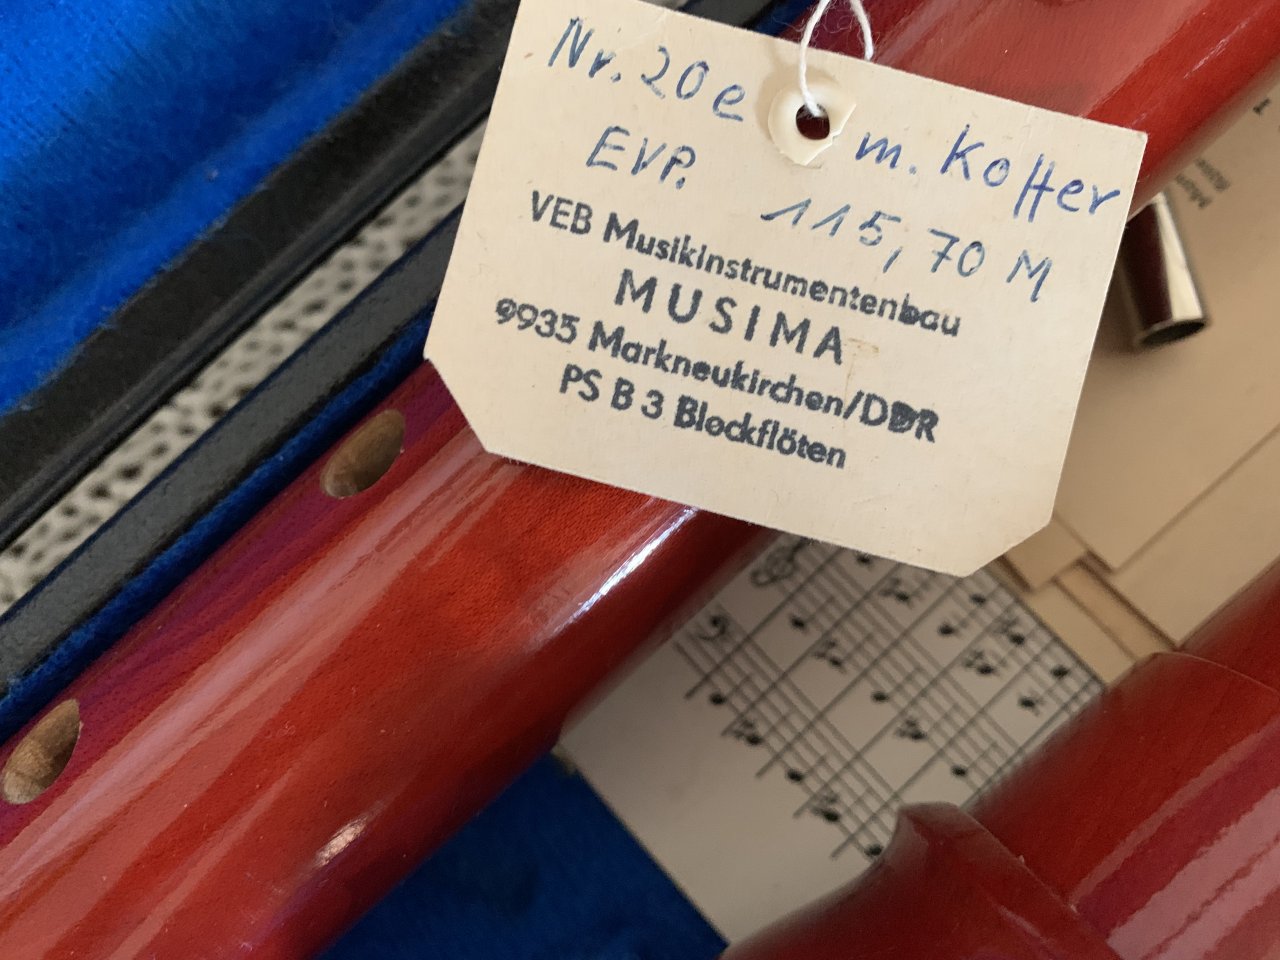 Nr. 20e m. Koffer
EVP. 115,70 M
VEB Musikinstrumentenbau
MUSIMA
9935 Markneukirchen/DDR
PS B 3 Blockflöten